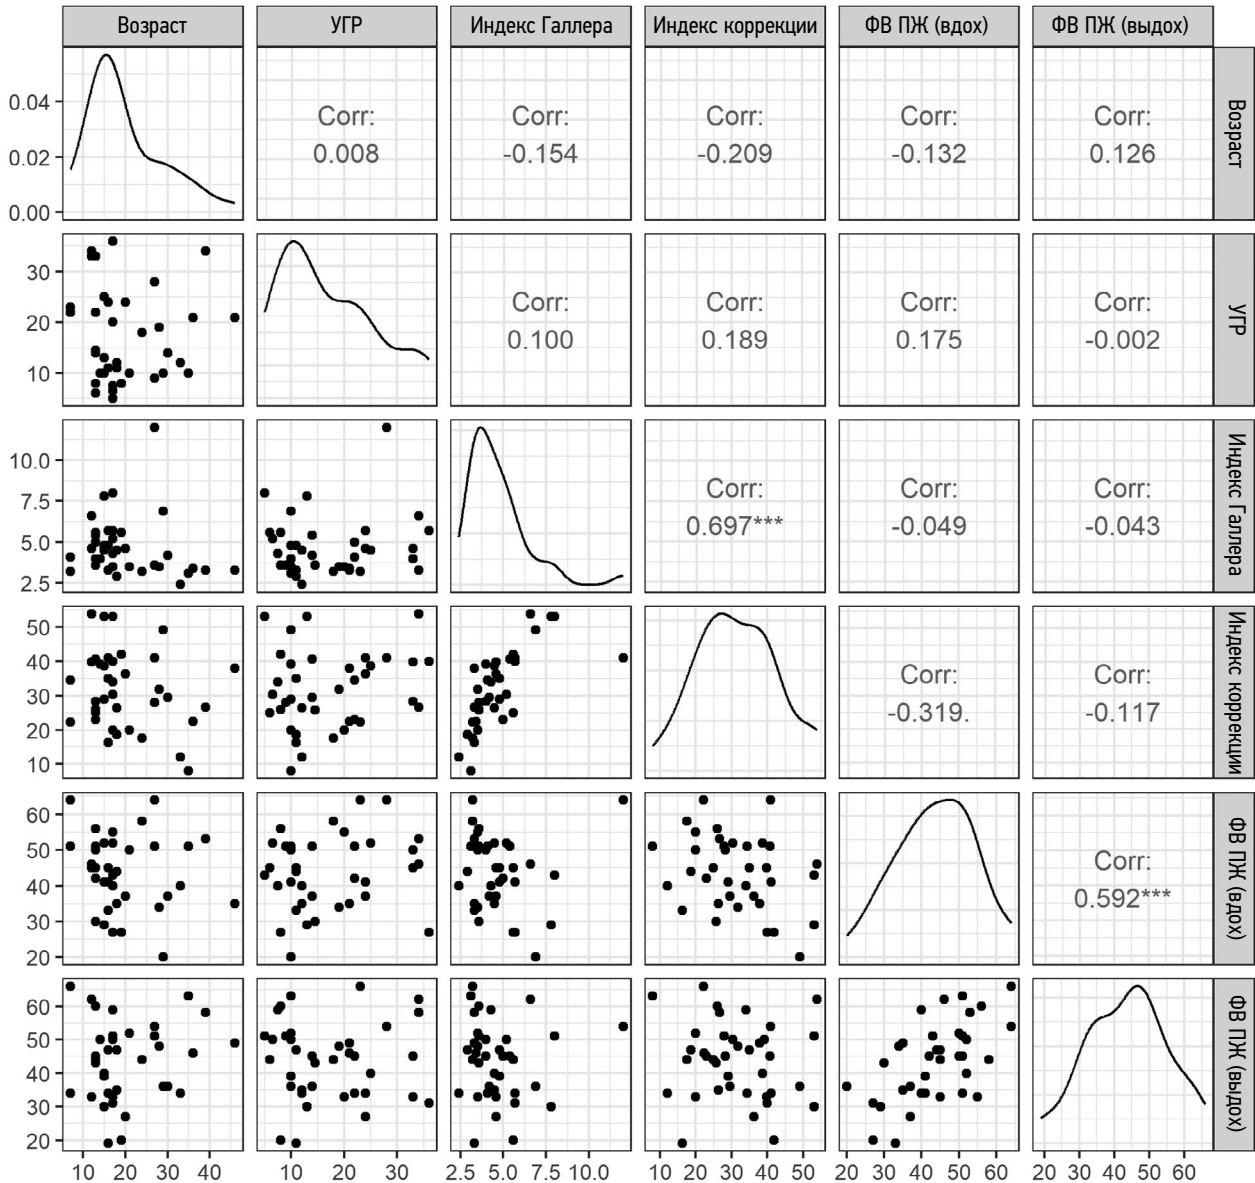 Возраст
УГР
Индекс Галлера
Индекс коррекции
ФВ ПЖ (вдох)
ФВ ПЖ (выдох)
0.04
0.02
0.00
Corr:
0.008
Corr:
-0.154
Corr:
-0.209
Corr:
-0.132
Corr:
0.126
Возраст
30
20
10
Corr:
0.100
Corr:
0.189
Corr:
0.175
Corr:
-0.002
УГР
10.0
7.5
5.0
2.5
Corr:
0.697***
Corr:
-0.049
Corr:
-0.043
Индекс Галлера
50
40
30
20
10
Corr:
-0.319.
Corr:
-0.117
Индекс коррекции
60
50
40
30
20
Corr:
0.592***
ФВ ПЖ (вдох)
60
50
40
30
20
ФВ ПЖ (выдох)
10 20 30 40
10 20 30
2.5 5.0 7.5 10.0
10 20 30 40 50
20 30 40 50 60
20 30 40 50 60